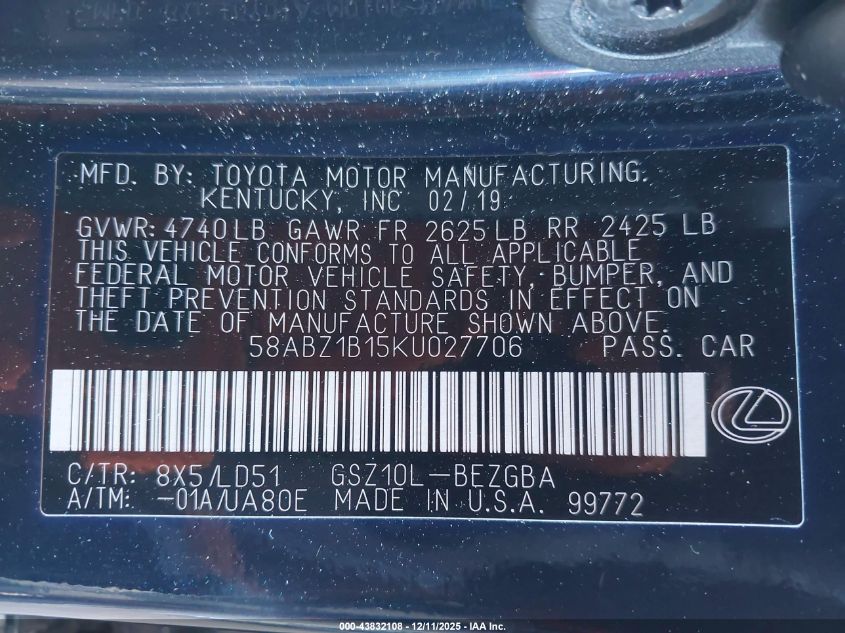 MFD. BY: TOYOTA MOTOR MANUFACTURING.
KENTUCKY, INC 02/19
GVWR: 4740LB GAWR FR 2625LB RR 2425 LB
THIS VEHICLE CONFORMS TO ALL APPLICABLE
FEDERAL MOTOR VEHICLE SAFETY, BUMPER, AND
THEFT PREVENTION STANDARDS IN EFFECT ON
THE DATE OF MANUFACTURE SHOWN ABOVE.
58ABZ1B15KU027706 PASS. CAR
C/TR: 8X5/LD51 GSZ10L-BEZGBA
A/TM: -01A/UA80E MADE IN U.S.A. 99772
000-43832108 - 12/11/2025 - IAA Inc.